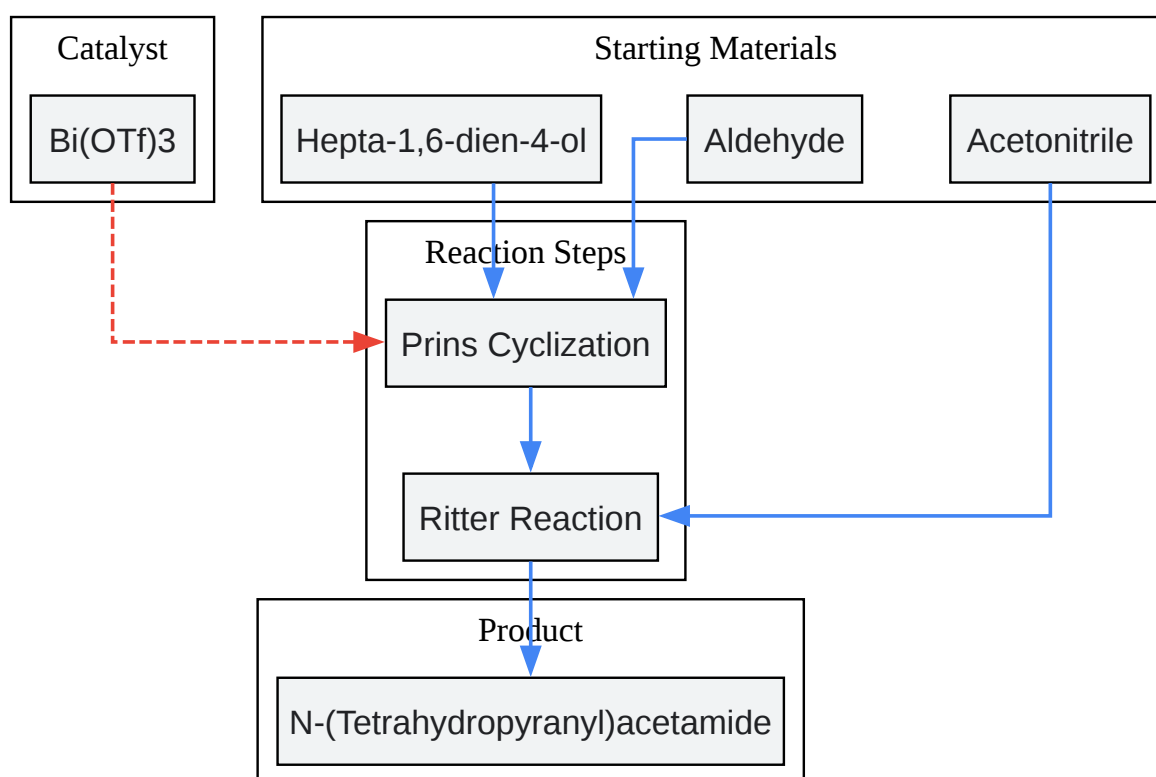 Catalyst
Starting Materials
Bi(OTf)3
Hepta-1,6-dien-4-ol
Aldehyde
Acetonitrile
Reaction Steps
Prins Cyclization
Ritter Reaction
Product
N-(Tetrahydropyranyl)acetamide